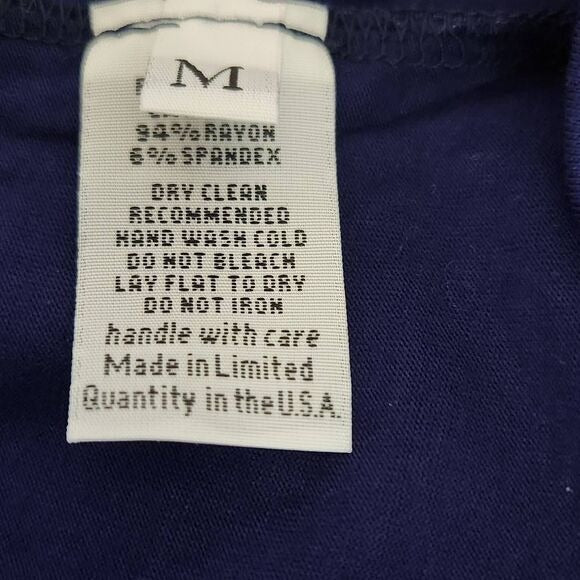 M
94% RAYON
6% SPANDEX
DRY CLEAN
RECOMMENDED
HAND WASH COLD
DO NOT BLEACH
LAY FLAT TO DRY
DO NOT IRON
handle with care
Made in Limited
Quantity in the U.S.A.